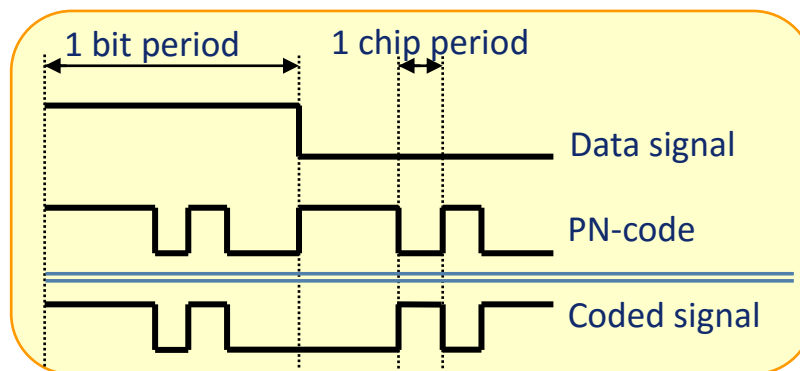 1 bit period
1 chip period
Data signal
PN-code
Coded signal